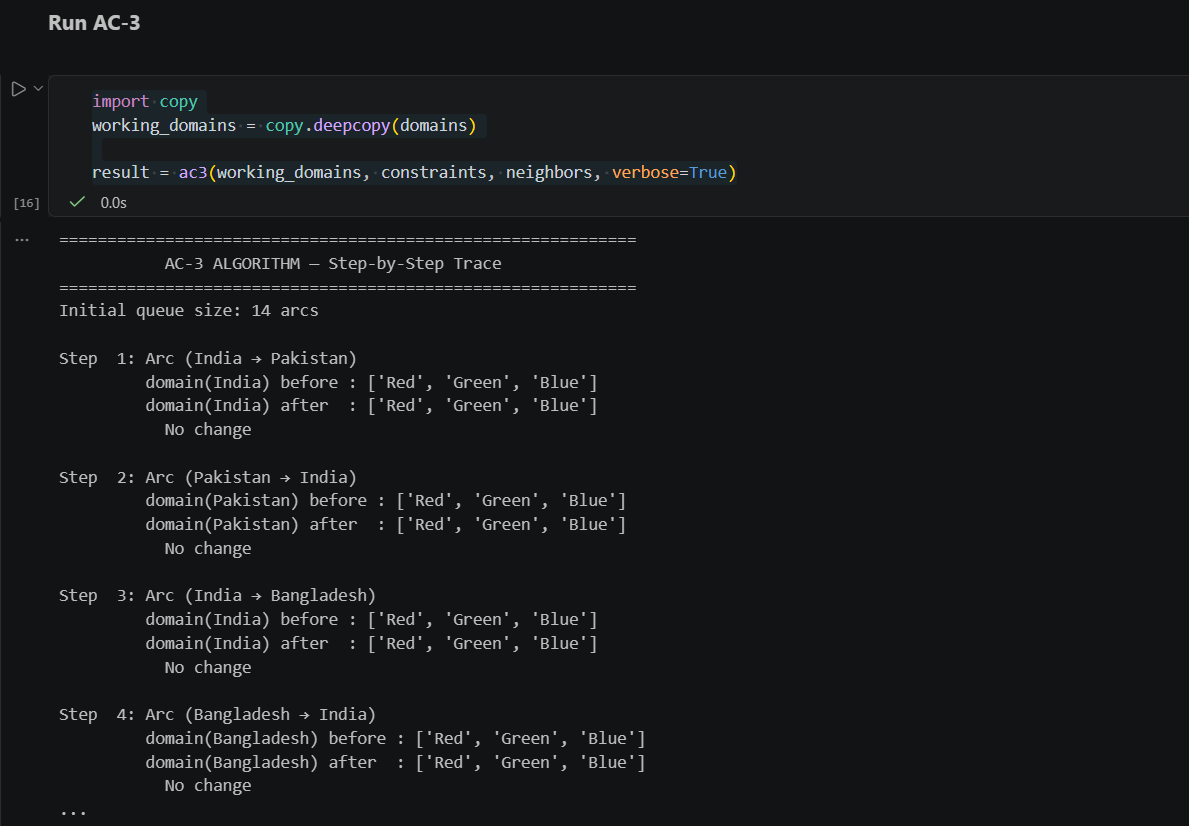 Run AC-3
import copy
working_domains = copy.deepcopy(domains)
result = ac3(working_domains, constraints, neighbors, verbose=True)
[16]
0.0s
...
============================================================
AC-3 ALGORITHM — Step-by-Step Trace
============================================================
Initial queue size: 14 arcs
Step  1: Arc (India → Pakistan)
domain(India) before : ['Red', 'Green', 'Blue']
domain(India) after  : ['Red', 'Green', 'Blue']
No change
Step  2: Arc (Pakistan → India)
domain(Pakistan) before : ['Red', 'Green', 'Blue']
domain(Pakistan) after  : ['Red', 'Green', 'Blue']
No change
Step  3: Arc (India → Bangladesh)
domain(India) before : ['Red', 'Green', 'Blue']
domain(India) after  : ['Red', 'Green', 'Blue']
No change
Step  4: Arc (Bangladesh → India)
domain(Bangladesh) before : ['Red', 'Green', 'Blue']
domain(Bangladesh) after  : ['Red', 'Green', 'Blue']
No change
...